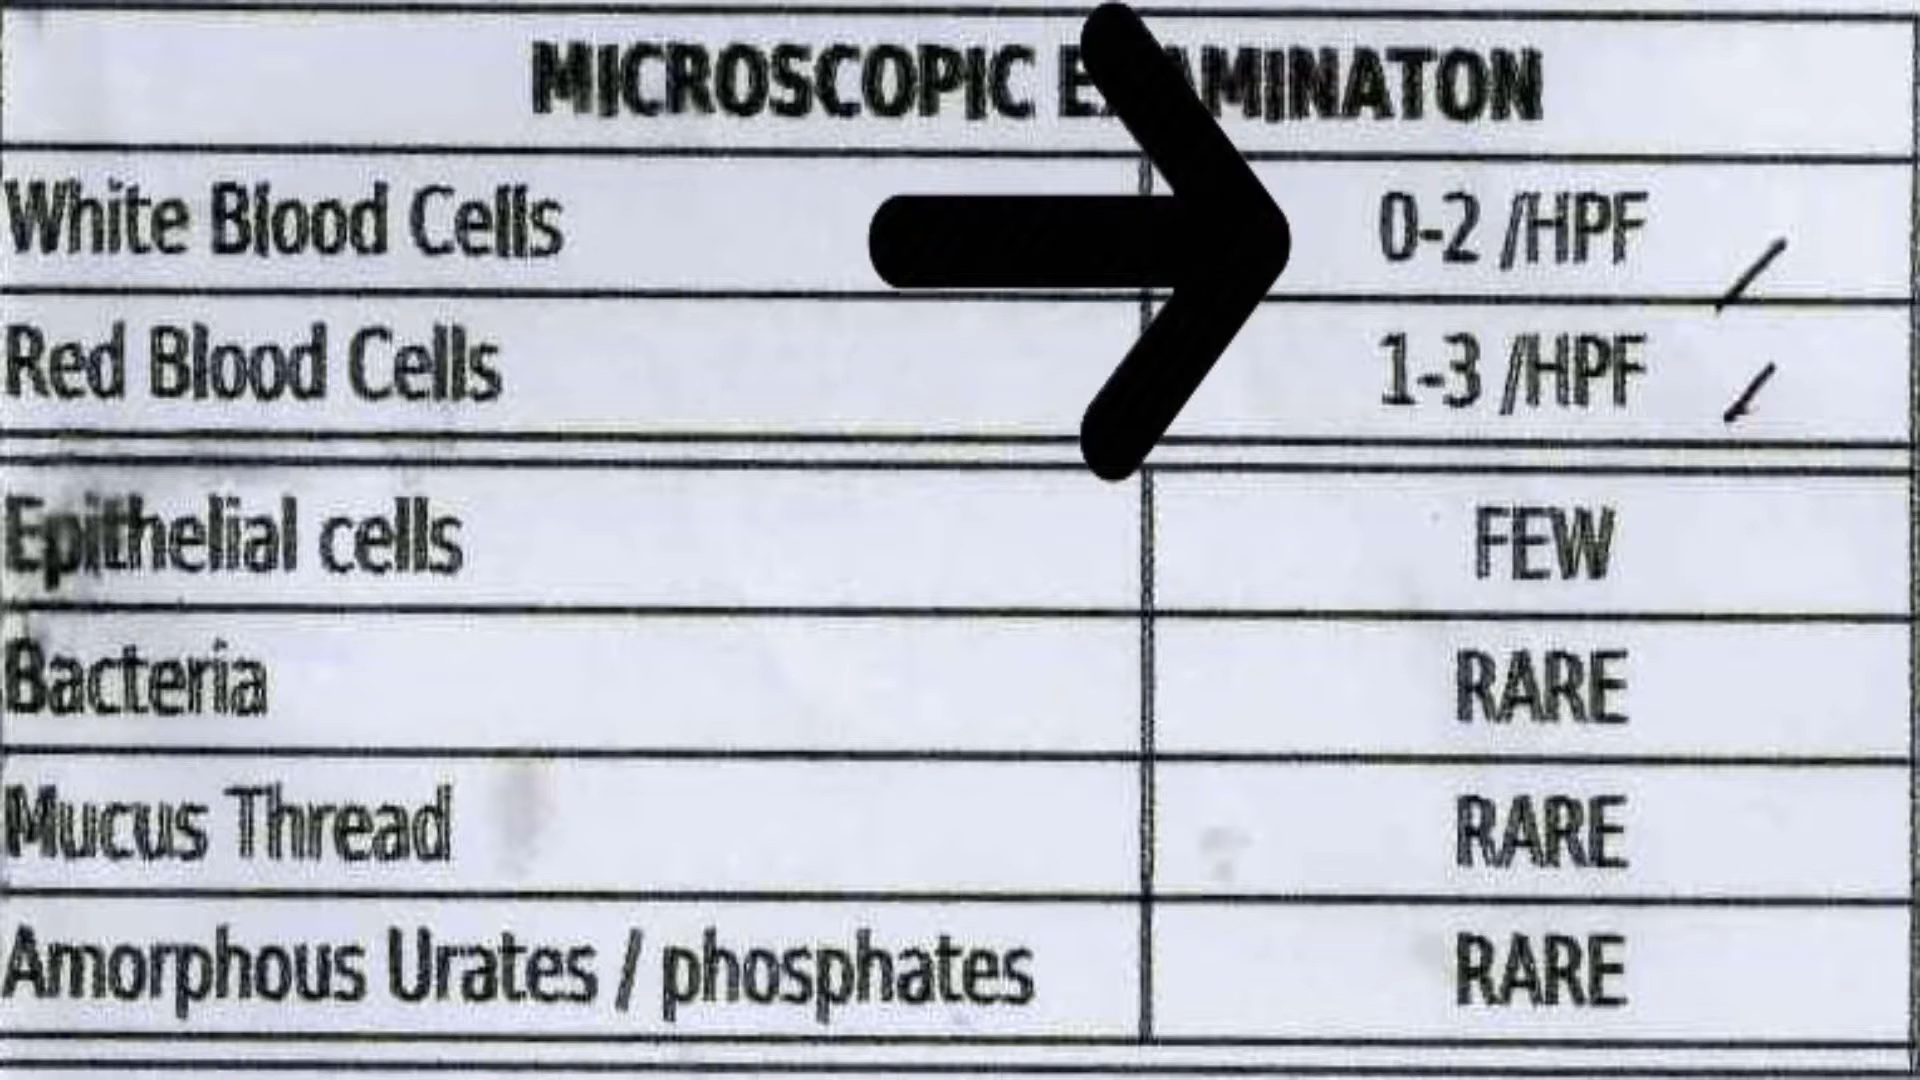 MICROSCOPIC EXAMINATON
White Blood Cells 0-2 /HPF
Red Blood Cells 1-3 /HPF
Epithelial cells FEW
Bacteria RARE
Mucus Thread RARE
Amorphous Urates / phosphates RARE